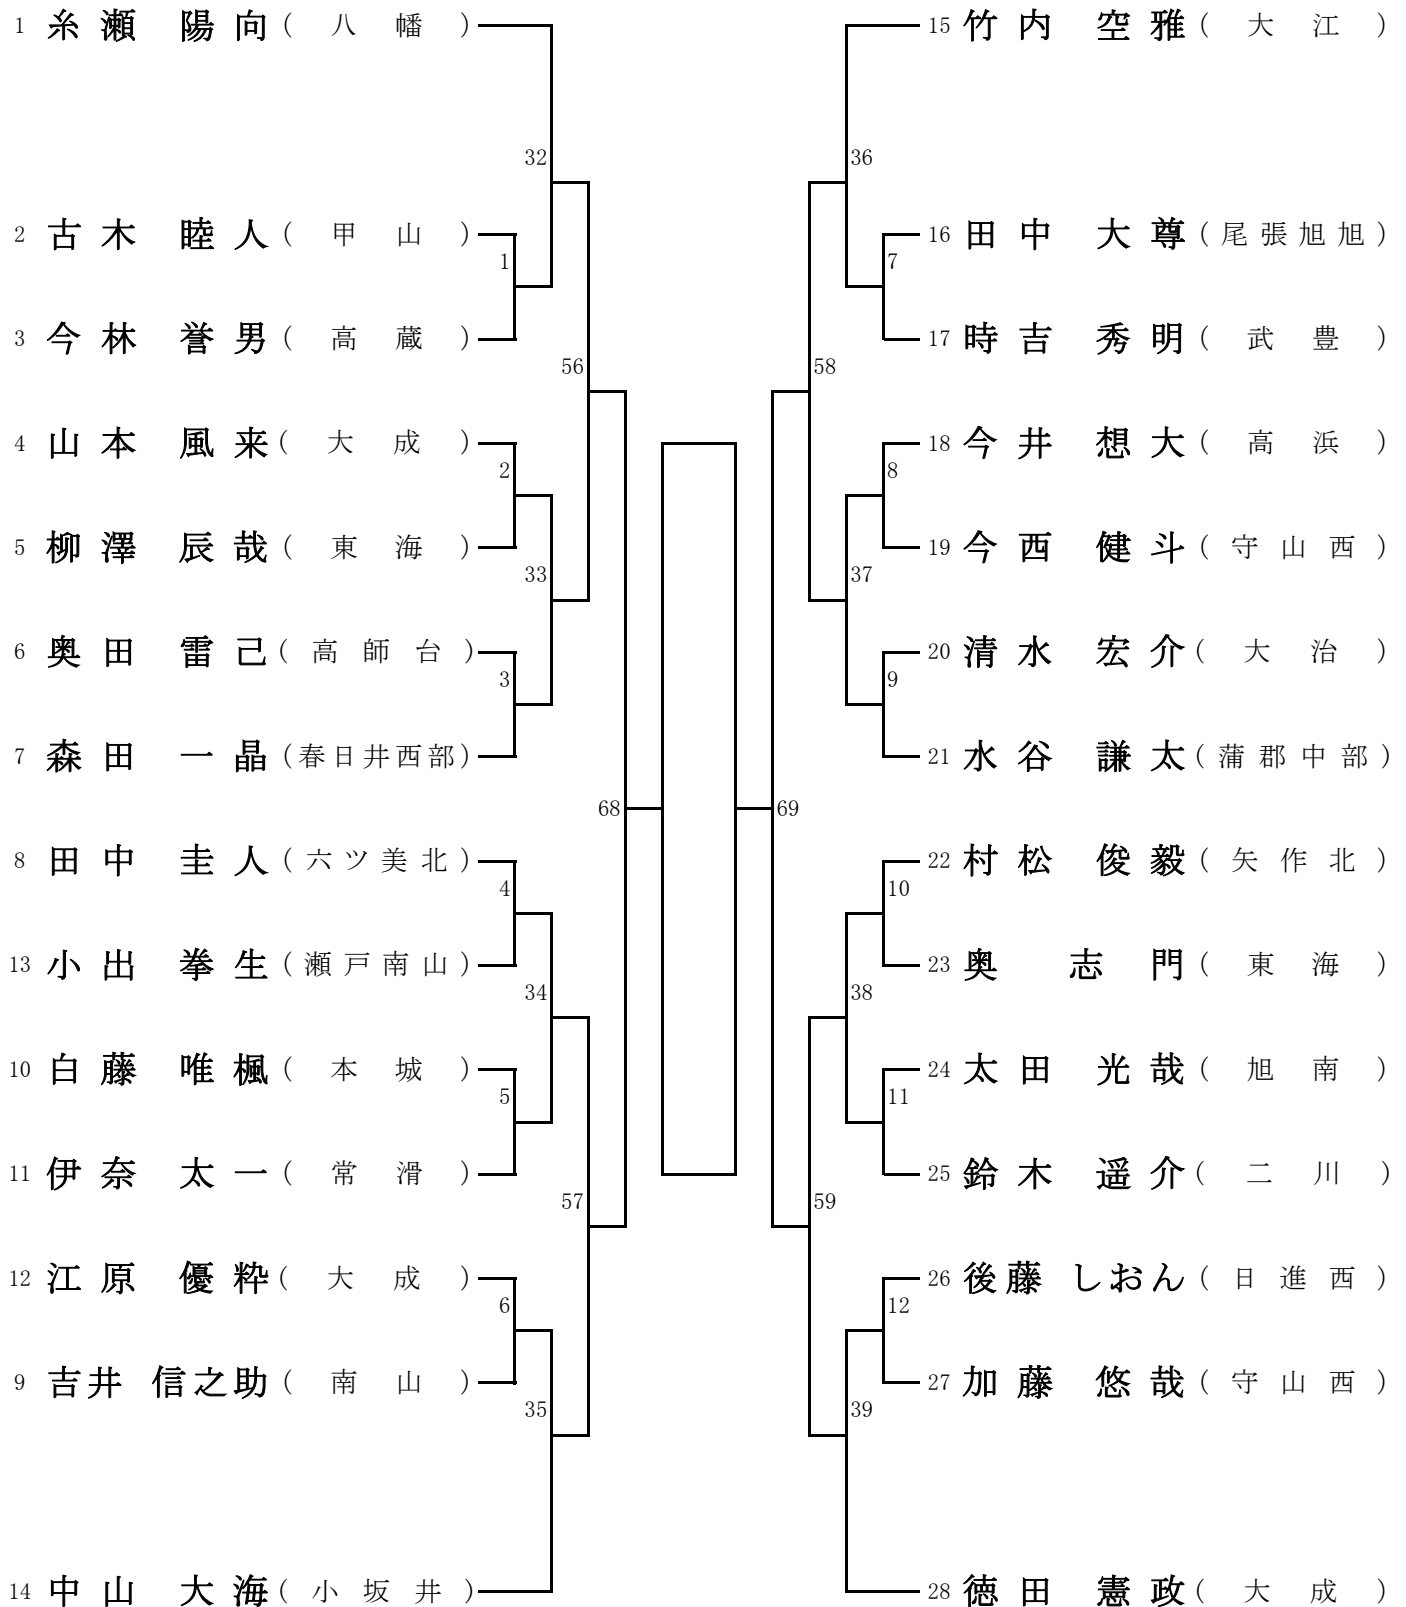 1 糸瀬 陽向 (八幡)
32
2 古木 睦人 (甲山)
1
3 今林 誉男 (高蔵)
56
4 山本 風来 (大成)
2
5 柳澤 辰哉 (東海)
33
6 奥田 雷己 (高師台)
3
7 森田 一晶 (春日井西部)
68
8 田中 圭人 (六ツ美北)
4
13 小出 拳生 (瀬戸南山)
34
10 白藤 唯楓 (本城)
5
11 伊奈 太一 (常滑)
57
12 江原 優粋 (大成)
6
9 吉井 信之助 (南山)
35
14 中山 大海 (小坂井)
15 竹内 空雅 (大江)
36
16 田中 大尊 (尾張旭旭)
7
17 時吉 秀明 (武豊)
58
18 今井 想大 (高浜)
8
19 今西 健斗 (守山西)
37
20 清水 宏介 (大治)
9
21 水谷 謙太 (蒲郡中部)
69
22 村松 俊毅 (矢作北)
10
23 奥 志門 (東海)
38
24 太田 光哉 (旭南)
11
25 鈴木 遥介 (二川)
59
26 後藤 しおん (日進西)
12
27 加藤 悠哉 (守山西)
39
28 徳田 憲政 (大成)